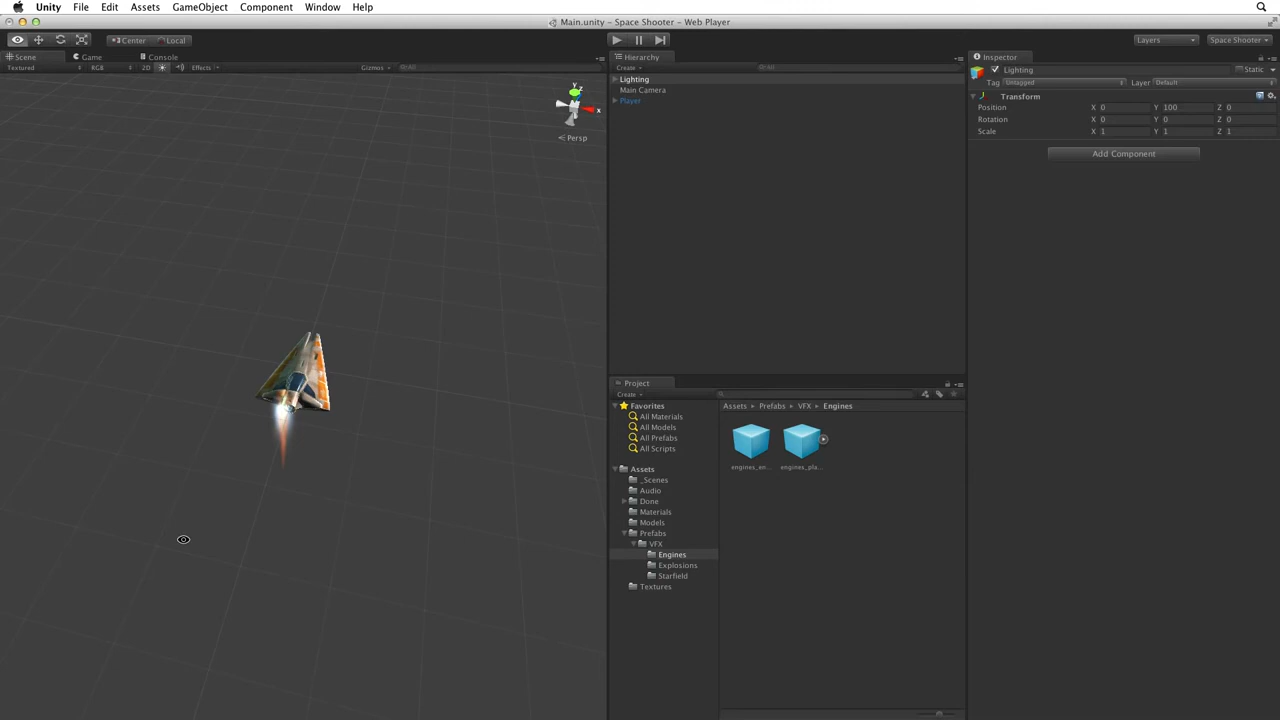 Unity File Edit Assets GameObject Component Window Help
Main.unity – Space Shooter – Web Player
Center Local Layers Space Shooter
Scene Game Console
Textured RGB 2D Effects Gizmos All
Persp
Hierarchy
Create All
Lighting
Main Camera
Player
Project
Create
Favorites
All Materials
All Models
All Prefabs
All Scripts
Assets
_Scenes
Audio
Done
Materials
Models
Prefabs
VFX
Engines
Explosions
Starfield
Textures
Assets Prefabs VFX Engines
engines_en... engines_pla...
Inspector
Lighting Static
Tag Untagged Layer Default
Transform
Position X 0 Y 100 Z 0
Rotation X 0 Y 0 Z 0
Scale X 1 Y 1 Z 1
Add Component